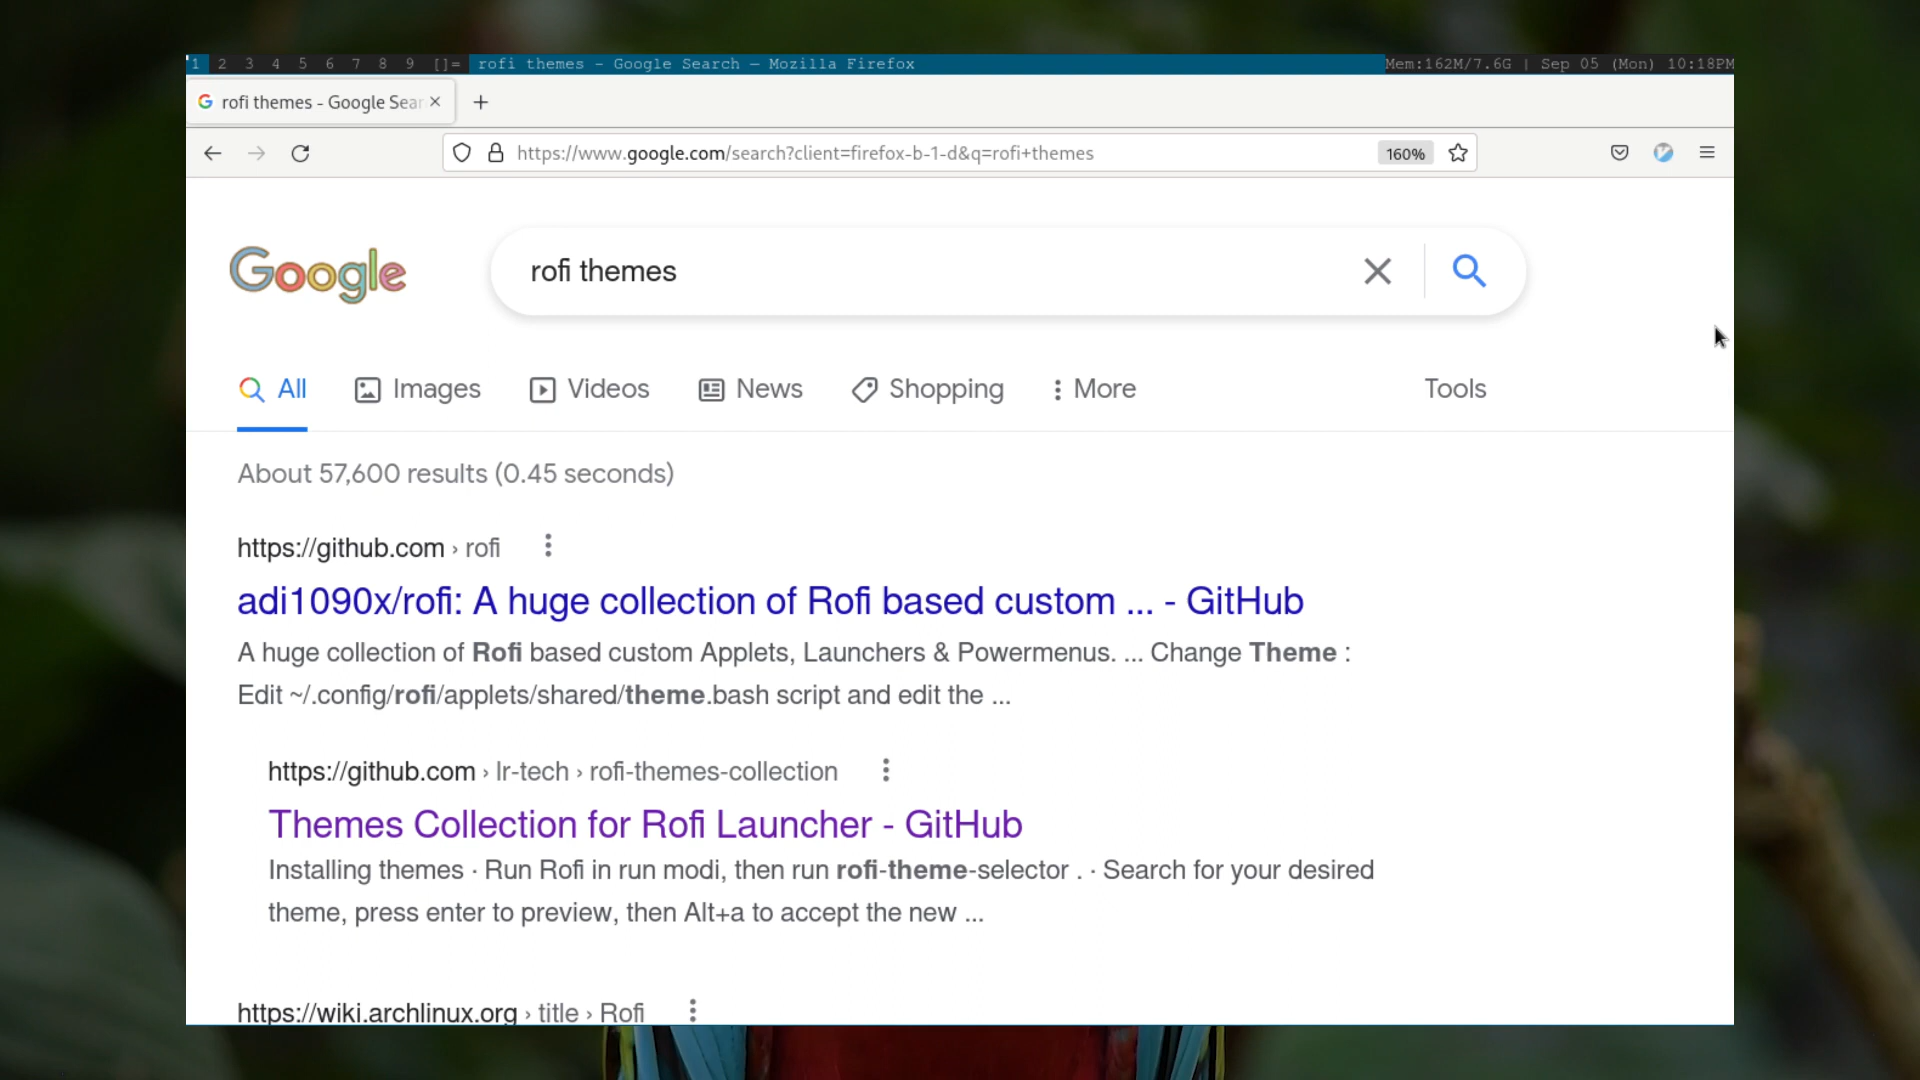 1 2 3 4 5 6 7 8 9 []= rofi themes - Google Search — Mozilla Firefox Mem:162M/7.6G | Sep 05 (Mon) 10:18PM
rofi themes - Google Sear
https://www.google.com/search?client=firefox-b-1-d&q=rofi+themes 160%
Google rofi themes
All Images Videos News Shopping More Tools
About 57,600 results (0.45 seconds)
https://github.com › rofi
adi1090x/rofi: A huge collection of Rofi based custom ... - GitHub
A huge collection of Rofi based custom Applets, Launchers & Powermenus. ... Change Theme :
Edit ~/.config/rofi/applets/shared/theme.bash script and edit the ...
https://github.com › lr-tech › rofi-themes-collection
Themes Collection for Rofi Launcher - GitHub
Installing themes · Run Rofi in run modi, then run rofi-theme-selector . · Search for your desired
theme, press enter to preview, then Alt+a to accept the new ...
https://wiki.archlinux.org › title › Rofi